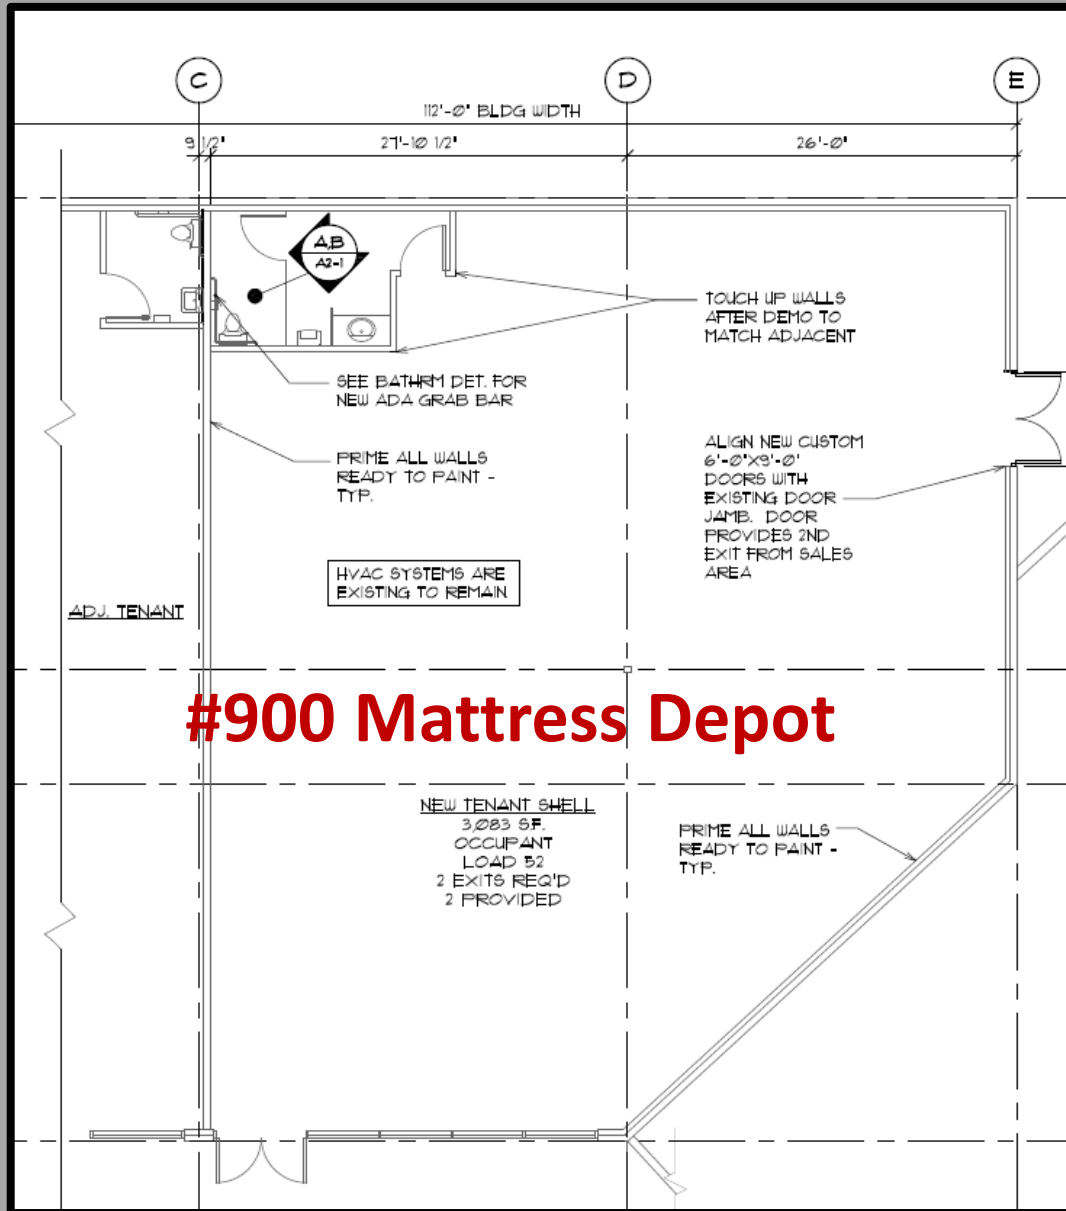 C
D
E
112'-0" BLDG WIDTH
9 1/2"
27'-10 1/2"
26'-0"
A,B
A2-1
TOUCH UP WALLS
AFTER DEMO TO
MATCH ADJACENT
SEE BATHRM DET. FOR
NEW ADA GRAB BAR
PRIME ALL WALLS
READY TO PAINT -
TYP.
ALIGN NEW CUSTOM
6'-0"X9'-0'
DOORS WITH
EXISTING DOOR
JAMB. DOOR
PROVIDES 2ND
EXIT FROM SALES
AREA
HVAC SYSTEMS ARE
EXISTING TO REMAIN
ADJ. TENANT
#900 Mattress Depot
NEW TENANT SHELL
3,083 S.F.
OCCUPANT
LOAD 52
2 EXITS REQ'D
2 PROVIDED
PRIME ALL WALLS
READY TO PAINT -
TYP.